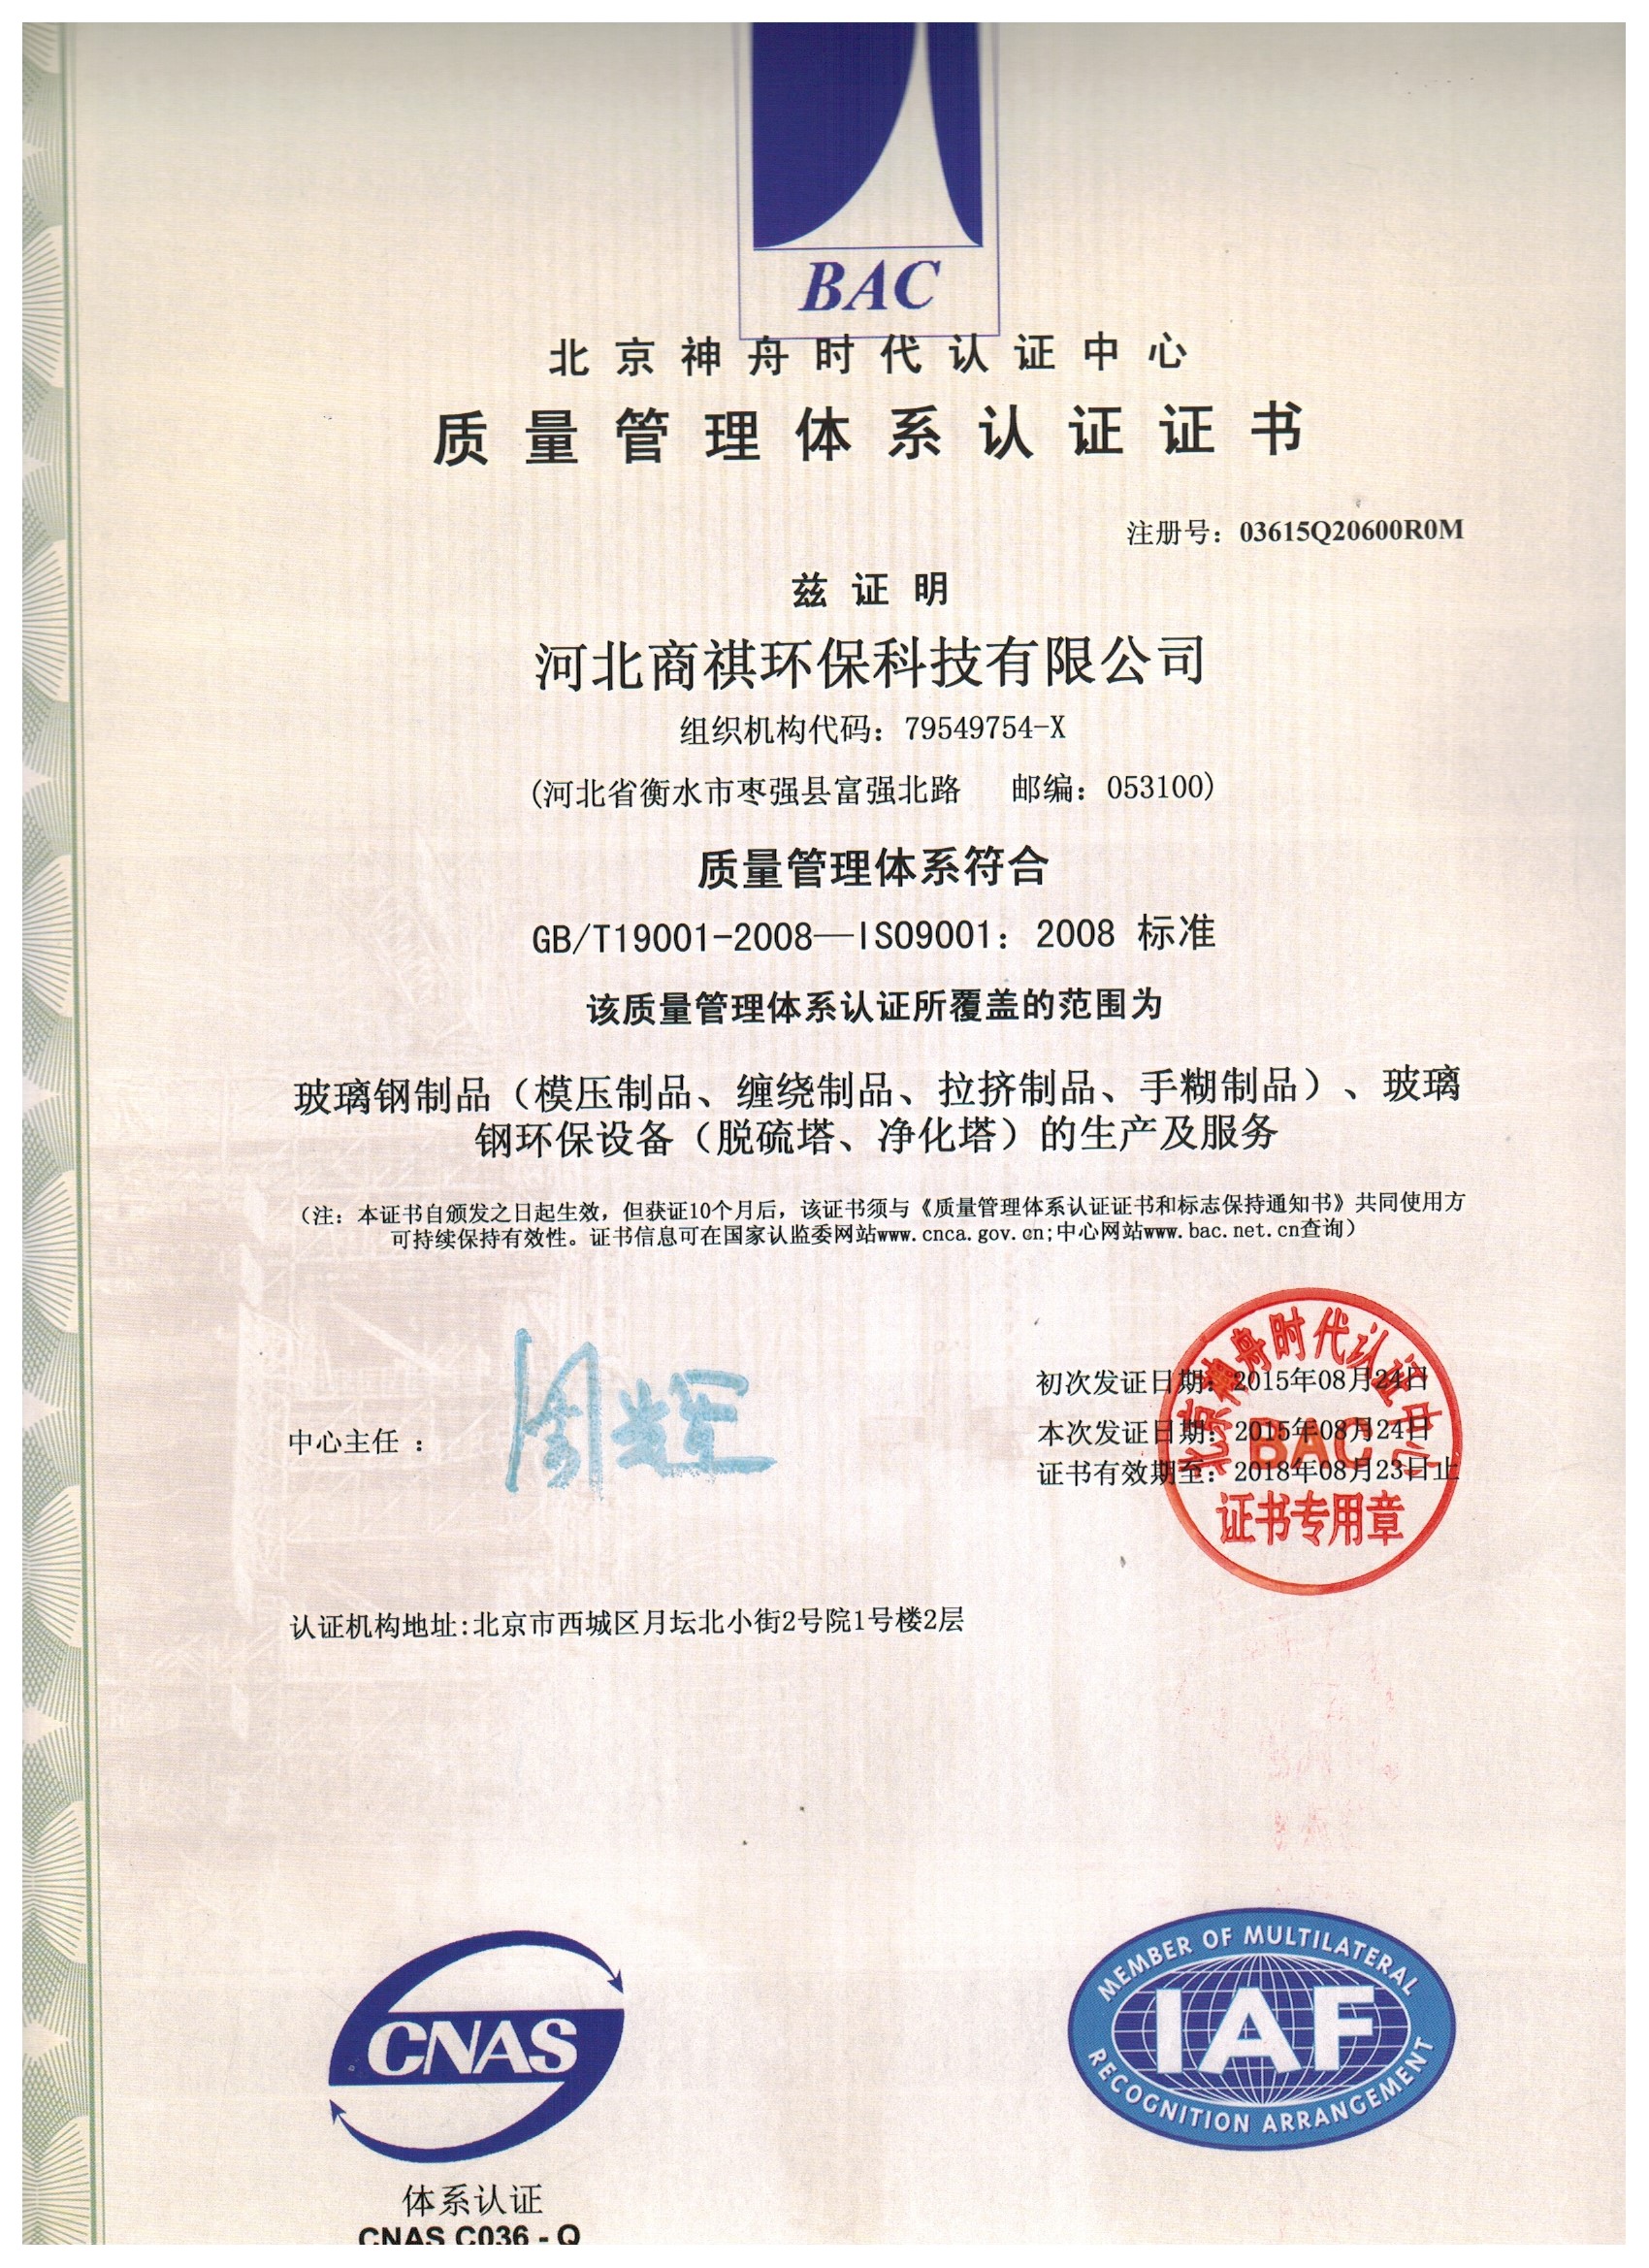 BAC
北京神舟时代认证中心
质量管理体系认证证书
注册号：03615Q20600R0M
兹证明
河北商祺环保科技有限公司
组织机构代码：79549754-X
(河北省衡水市枣强县富强北路 邮编：053100)
质量管理体系符合
GB/T19001-2008—ISO9001：2008 标准
该质量管理体系认证所覆盖的范围为
玻璃钢制品（模压制品、缠绕制品、拉挤制品、手糊制品）、玻璃
钢环保设备（脱硫塔、净化塔）的生产及服务
（注：本证书自颁发之日起生效，但获证10个月后，该证书须与《质量管理体系认证证书和标志保持通知书》共同使用方
可持续保持有效性。证书信息可在国家认监委网站www.cnca.gov.cn;中心网站www.bac.net.cn查询）
初次发证日期：2015年08月24日
中心主任：
周辉
本次发证日期：2015年08月24日
证书有效期至：2018年08月23日止
北京神舟时代认证中心
BAC
证书专用章
认证机构地址:北京市西城区月坛北小街2号院1号楼2层
CNAS
体系认证
CNAS C036 - Q
MEMBER OF MULTILATERAL
IAF
RECOGNITION ARRANGEMENT